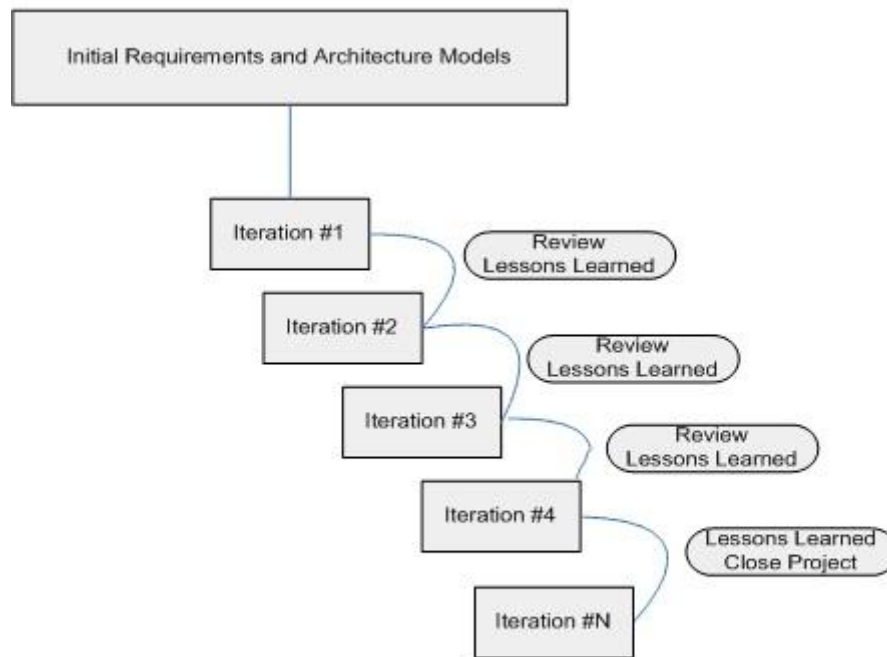 Initial Requirements and Architecture Models
Iteration #1
Review
Lessons Learned
Iteration #2
Review
Lessons Learned
Iteration #3
Review
Lessons Learned
Iteration #4
Lessons Learned
Close Project
Iteration #N